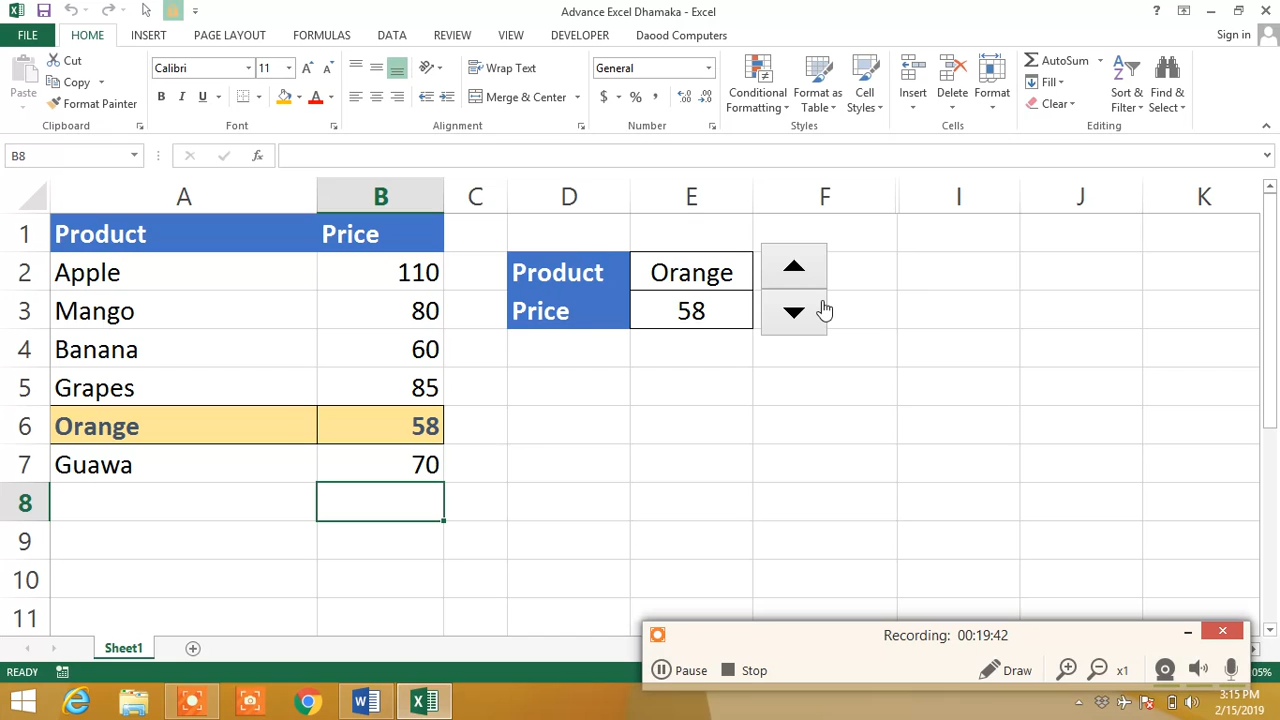 Advance Excel Dhamaka - Excel
?
FILE HOME INSERT PAGE LAYOUT FORMULAS DATA REVIEW VIEW DEVELOPER Daood Computers Sign in
Paste
Cut
Copy
Format Painter
Clipboard
Calibri 11
B I U
Font
Wrap Text
Merge & Center
Alignment
General
$ % ,
Number
Conditional Formatting
Format as Table
Cell Styles
Styles
Insert
Delete
Format
Cells
AutoSum
Fill
Clear
Sort & Filter
Find & Select
Editing
B8
fx
A B C D E F I J K
1 Product Price
2 Apple 110 Product Orange
3 Mango 80 Price 58
4 Banana 60
5 Grapes 85
6 Orange 58
7 Guawa 70
8
9
10
11
Sheet1
Recording: 00:19:42
Pause Stop Draw x1
READY
05%
3:15 PM
2/15/2019